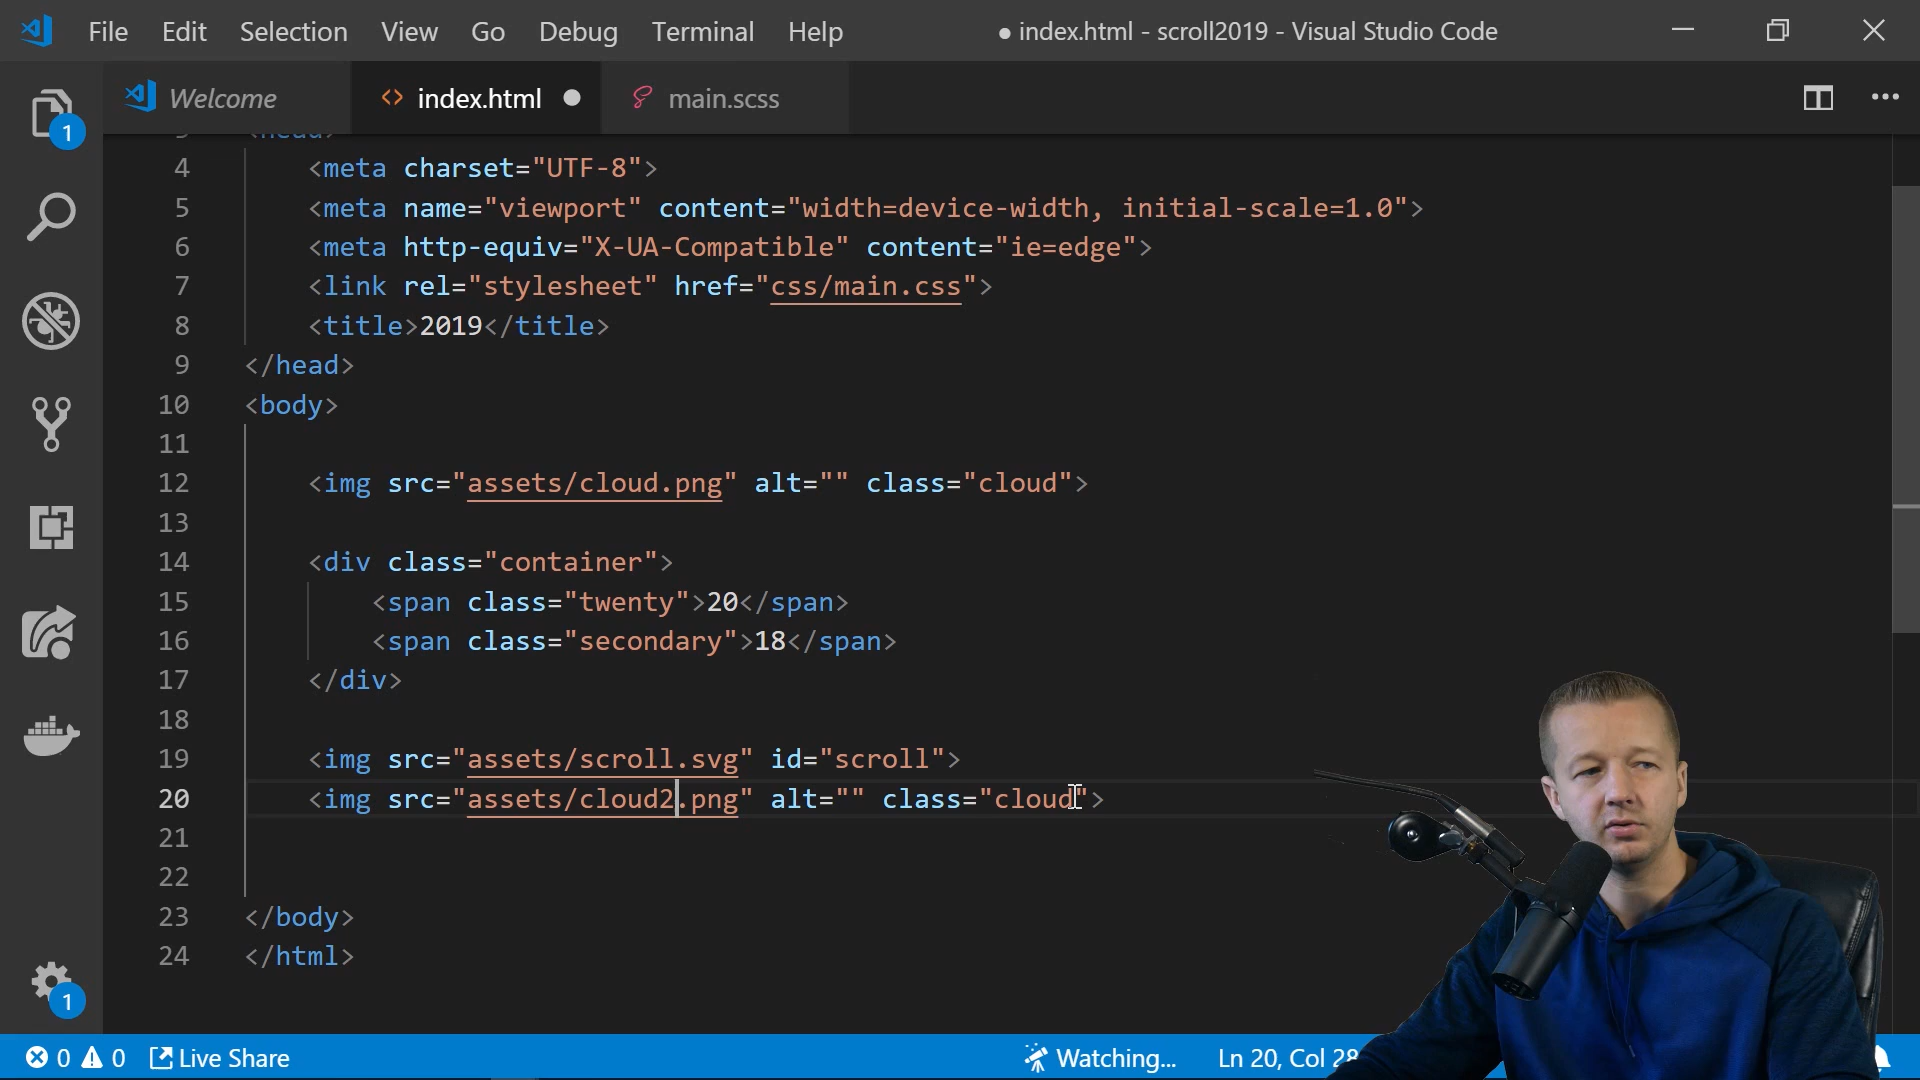 File Edit Selection View Go Debug Terminal Help ● index.html - scroll2019 - Visual Studio Code
Welcome index.html main.scss
1
4 <meta charset="UTF-8">
5 <meta name="viewport" content="width=device-width, initial-scale=1.0">
6 <meta http-equiv="X-UA-Compatible" content="ie=edge">
7 <link rel="stylesheet" href="css/main.css">
8 <title>2019</title>
9 </head>
10 <body>
11
12 <img src="assets/cloud.png" alt="" class="cloud">
13
14 <div class="container">
15 <span class="twenty">20</span>
16 <span class="secondary">18</span>
17 </div>
18
19 <img src="assets/scroll.svg" id="scroll">
20 <img src="assets/cloud2.png" alt="" class="cloud">
21
22
23 </body>
24 </html>
1
0 0 Live Share Watching... Ln 20, Col 28